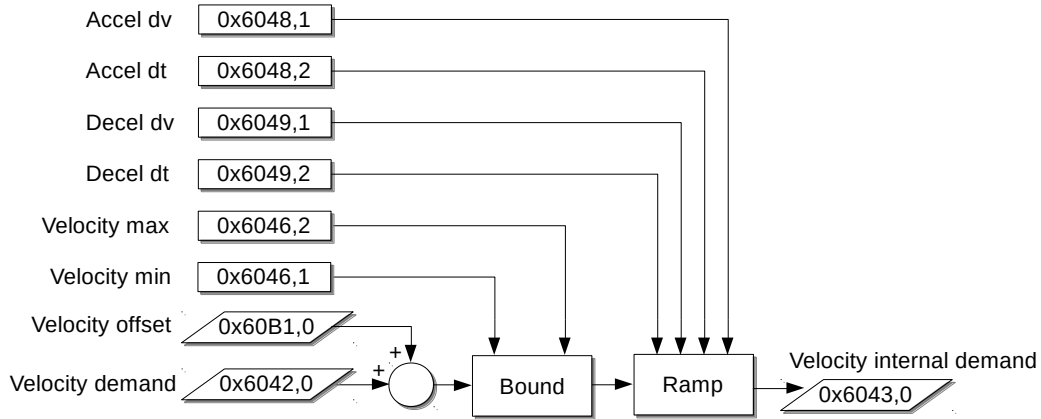 Accel dv 0x6048,1
Accel dt 0x6048,2
Decel dv 0x6049,1
Decel dt 0x6049,2
Velocity max 0x6046,2
Velocity min 0x6046,1
Velocity offset 0x60B1,0
+
Velocity internal demand
Velocity demand 0x6042,0 + Bound Ramp 0x6043,0